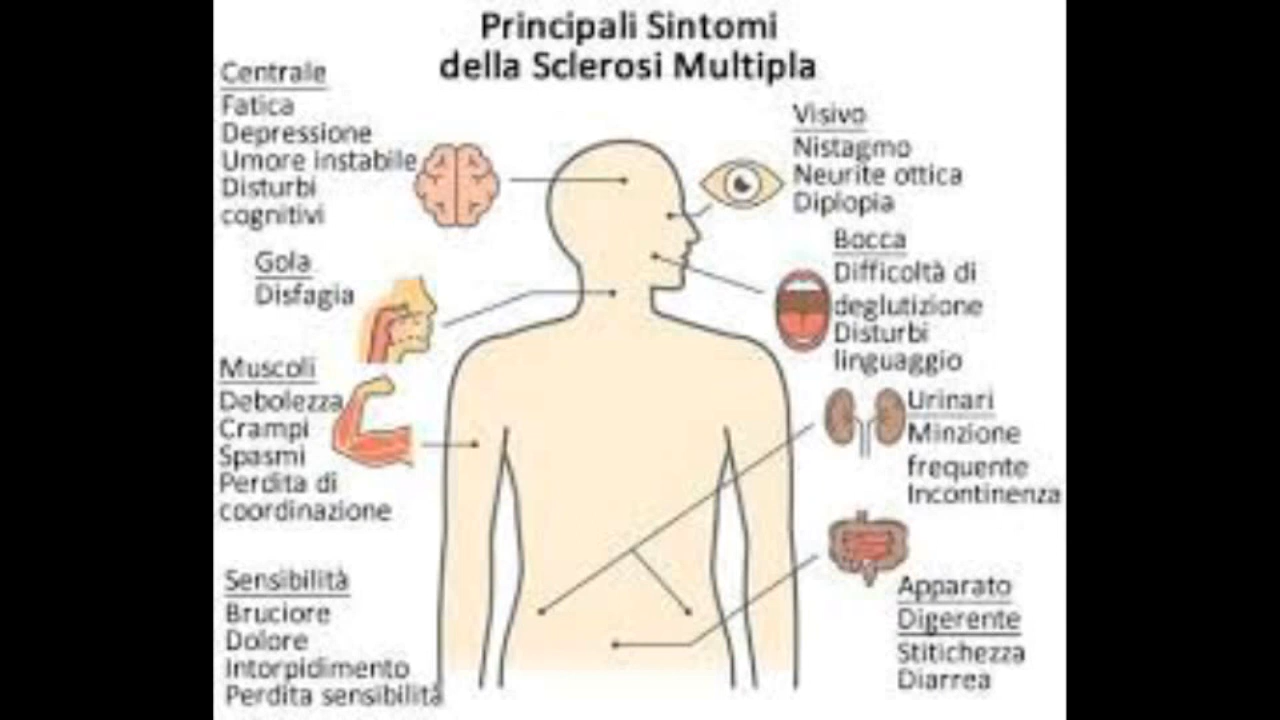 Principali Sintomi
della Sclerosi Multipla
Centrale
Fatica
Depressione
Umore instabile
Disturbi
cognitivi
Gola
Disfagia
Muscoli
Debolezza
Crampi
Spasmi
Perdita di
coordinazione
Sensibilità
Bruciore
Dolore
Intorpidimento
Perdita sensibilità
Visivo
Nistagmo
Neurite ottica
Diplopia
Bocca
Difficoltà di
deglutizione
Disturbi
linguaggio
Urinari
Minzione
frequente
Incontinenza
Apparato
Digerente
Stitichezza
Diarrea